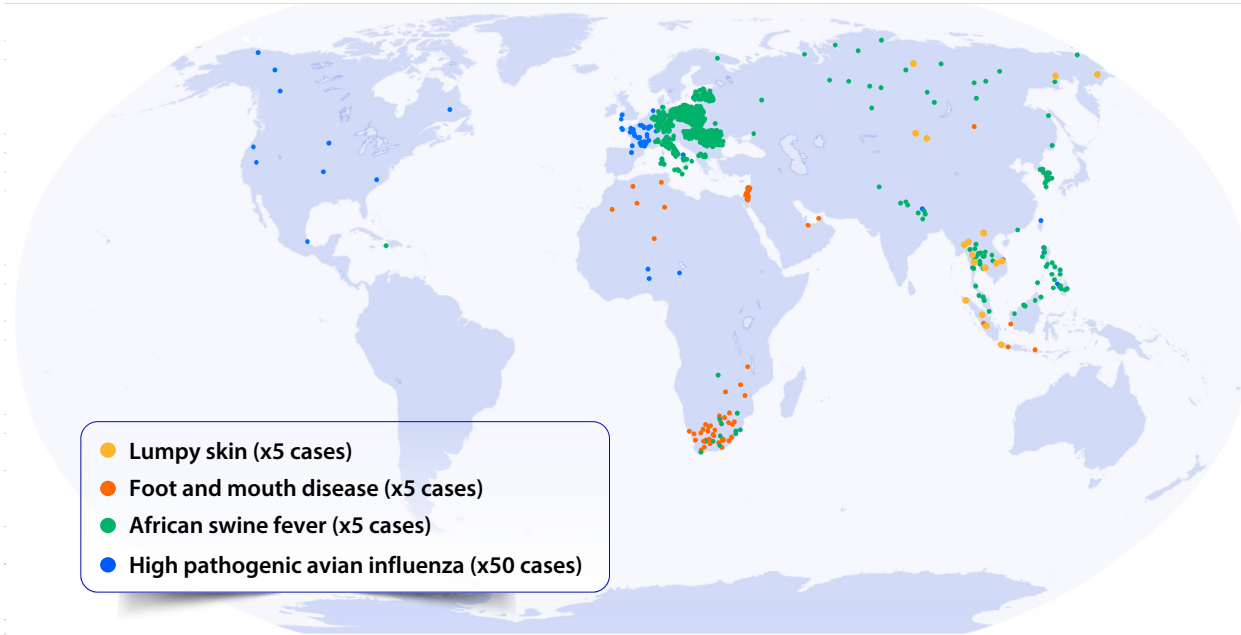 Lumpy skin (x5 cases)
Foot and mouth disease (x5 cases)
African swine fever (x5 cases)
High pathogenic avian influenza (x50 cases)